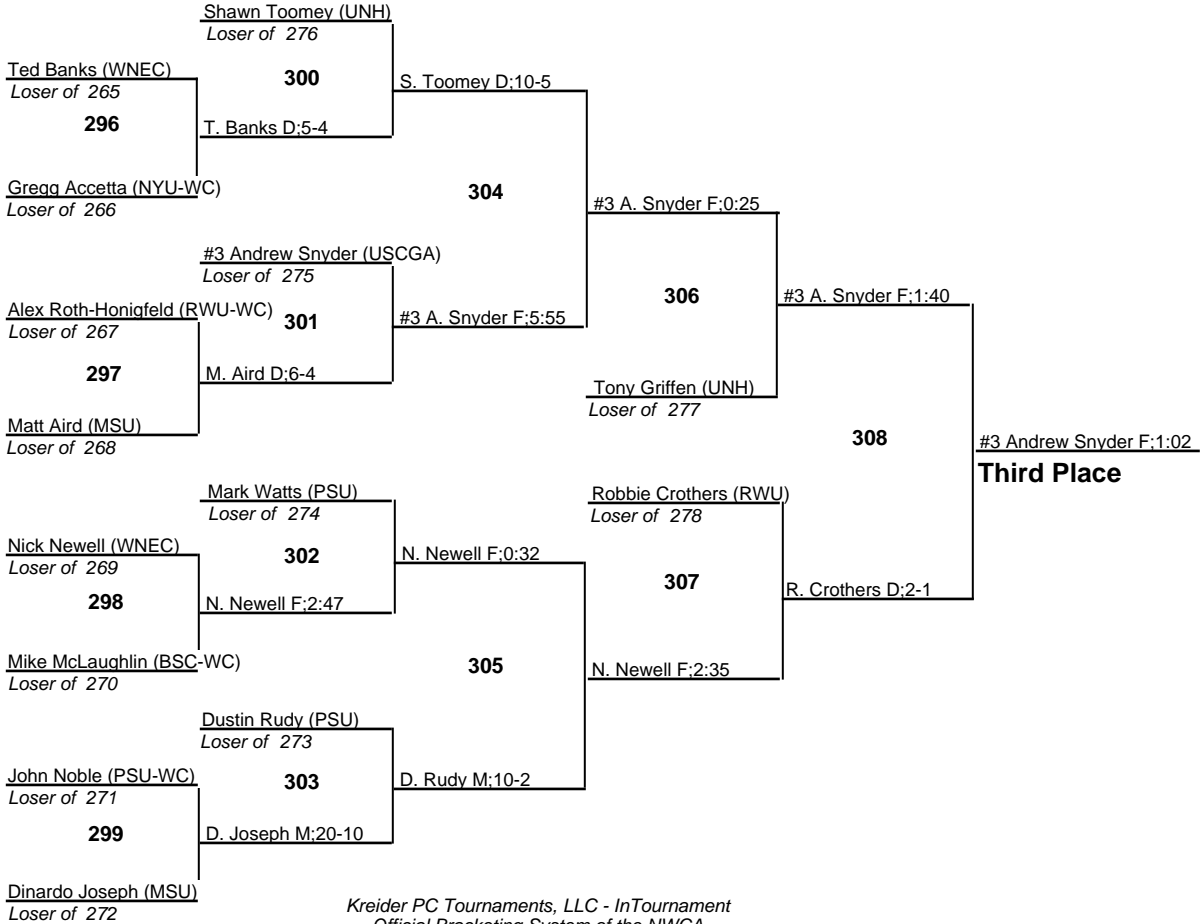 Shawn Toomey (UNH)
Loser of 276
Ted Banks (WNEC)
Loser of 265
300
S. Toomey D;10-5
296
T. Banks D;5-4
Gregg Accetta (NYU-WC)
Loser of 266
304
#3 A. Snyder F;0:25
#3 Andrew Snyder (USCGA)
Loser of 275
Alex Roth-Honigfeld (RWU-WC)
Loser of 267
301
#3 A. Snyder F;5:55
306
#3 A. Snyder F;1:40
297
M. Aird D;6-4
Tony Griffen (UNH)
Loser of 277
Matt Aird (MSU)
Loser of 268
308
#3 Andrew Snyder F;1:02
Third Place
Mark Watts (PSU)
Loser of 274
Robbie Crothers (RWU)
Loser of 278
Nick Newell (WNEC)
Loser of 269
302
N. Newell F;0:32
307
R. Crothers D;2-1
298
N. Newell F;2:47
Mike McLaughlin (BSC-WC)
Loser of 270
305
N. Newell F;2:35
Dustin Rudy (PSU)
Loser of 273
John Noble (PSU-WC)
Loser of 271
303
D. Rudy M;10-2
299
D. Joseph M;20-10
Dinardo Joseph (MSU)
Loser of 272
Kreider PC Tournaments, LLC - InTournament
Official Bracketing System of the NWCA